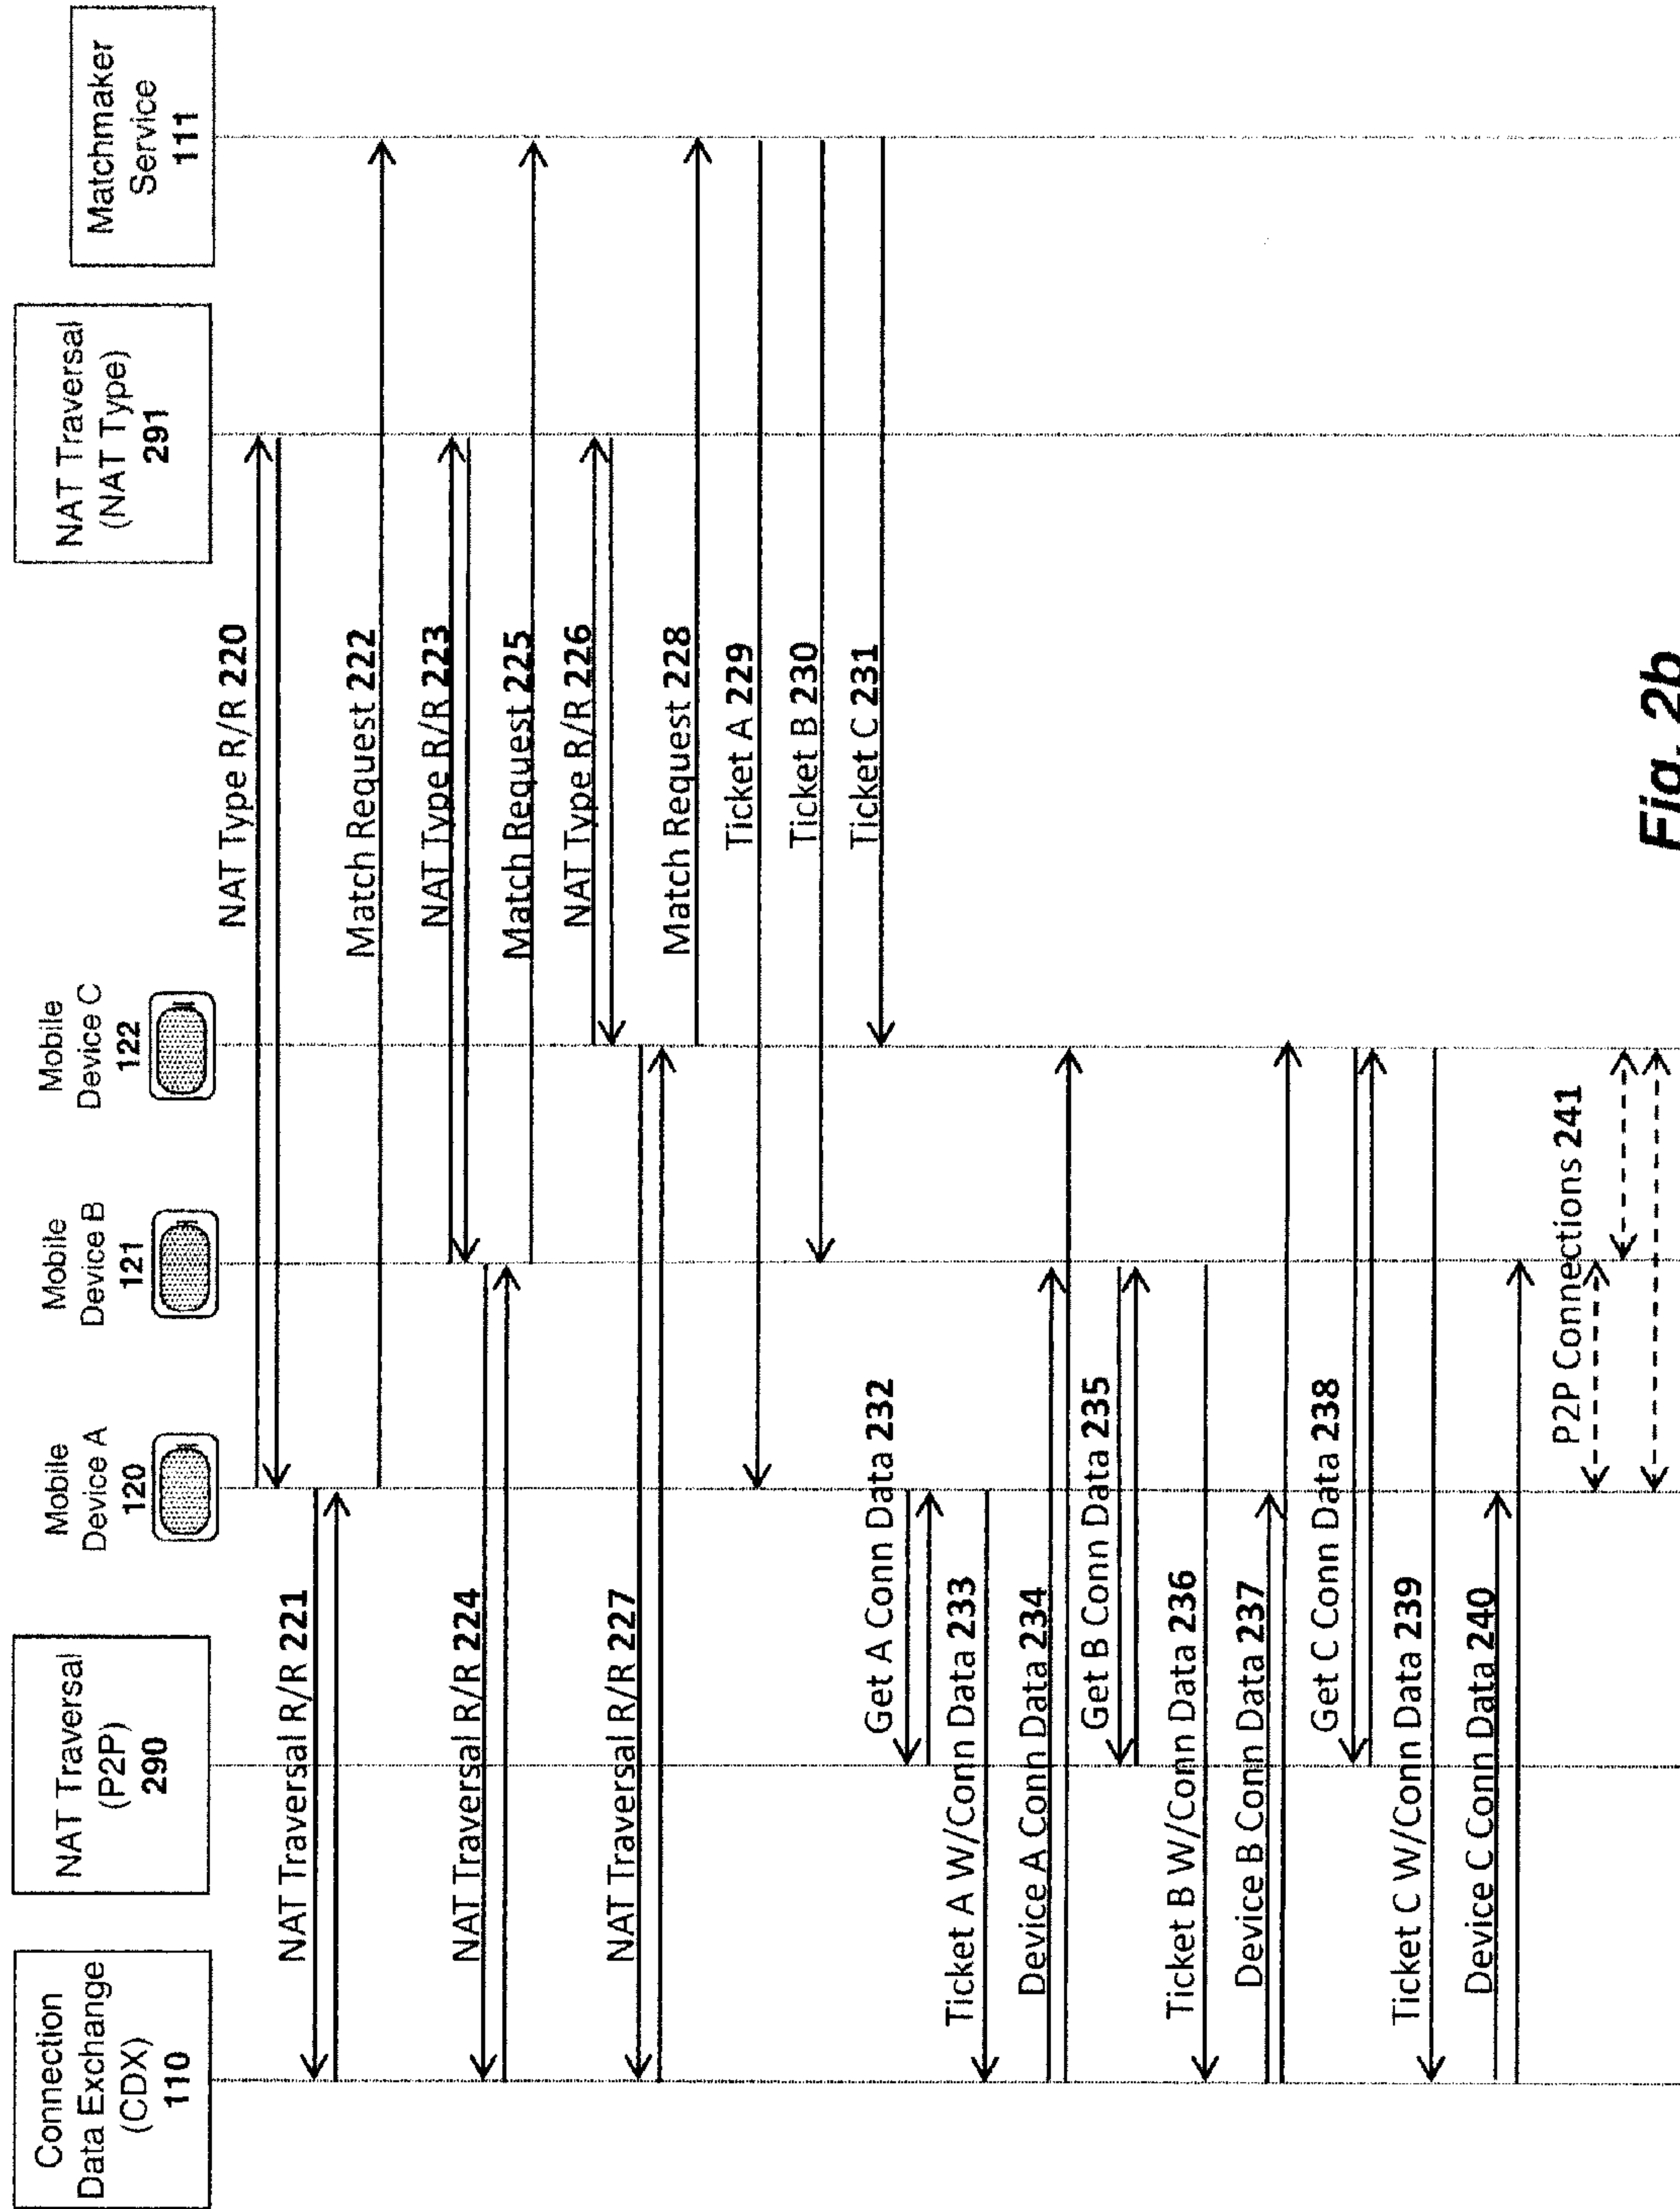 Connection
Data Exchange
(CDX)
110
NAT Traversal
(P2P)
290
Mobile
Device A
120
Mobile
Device B
121
Mobile
Device C
122
NAT Traversal
(NAT Type)
291
Matchmaker
Service
111
NAT Type R/R 220
NAT Traversal R/R 221
Match Request 222
NAT Type R/R 223
NAT Traversal R/R 224
Match Request 225
NAT Type R/R 226
NAT Traversal R/R 227
Match Request 228
Ticket A 229
Ticket B 230
Ticket C 231
Get A Conn Data 232
Ticket A W/Conn Data 233
Device A Conn Data 234
Get B Conn Data 235
Ticket B W/Conn Data 236
Device B Conn Data 237
Get C Conn Data 238
Ticket C W/Conn Data 239
Device C Conn Data 240
P2P Connections 241
Fig. 2b